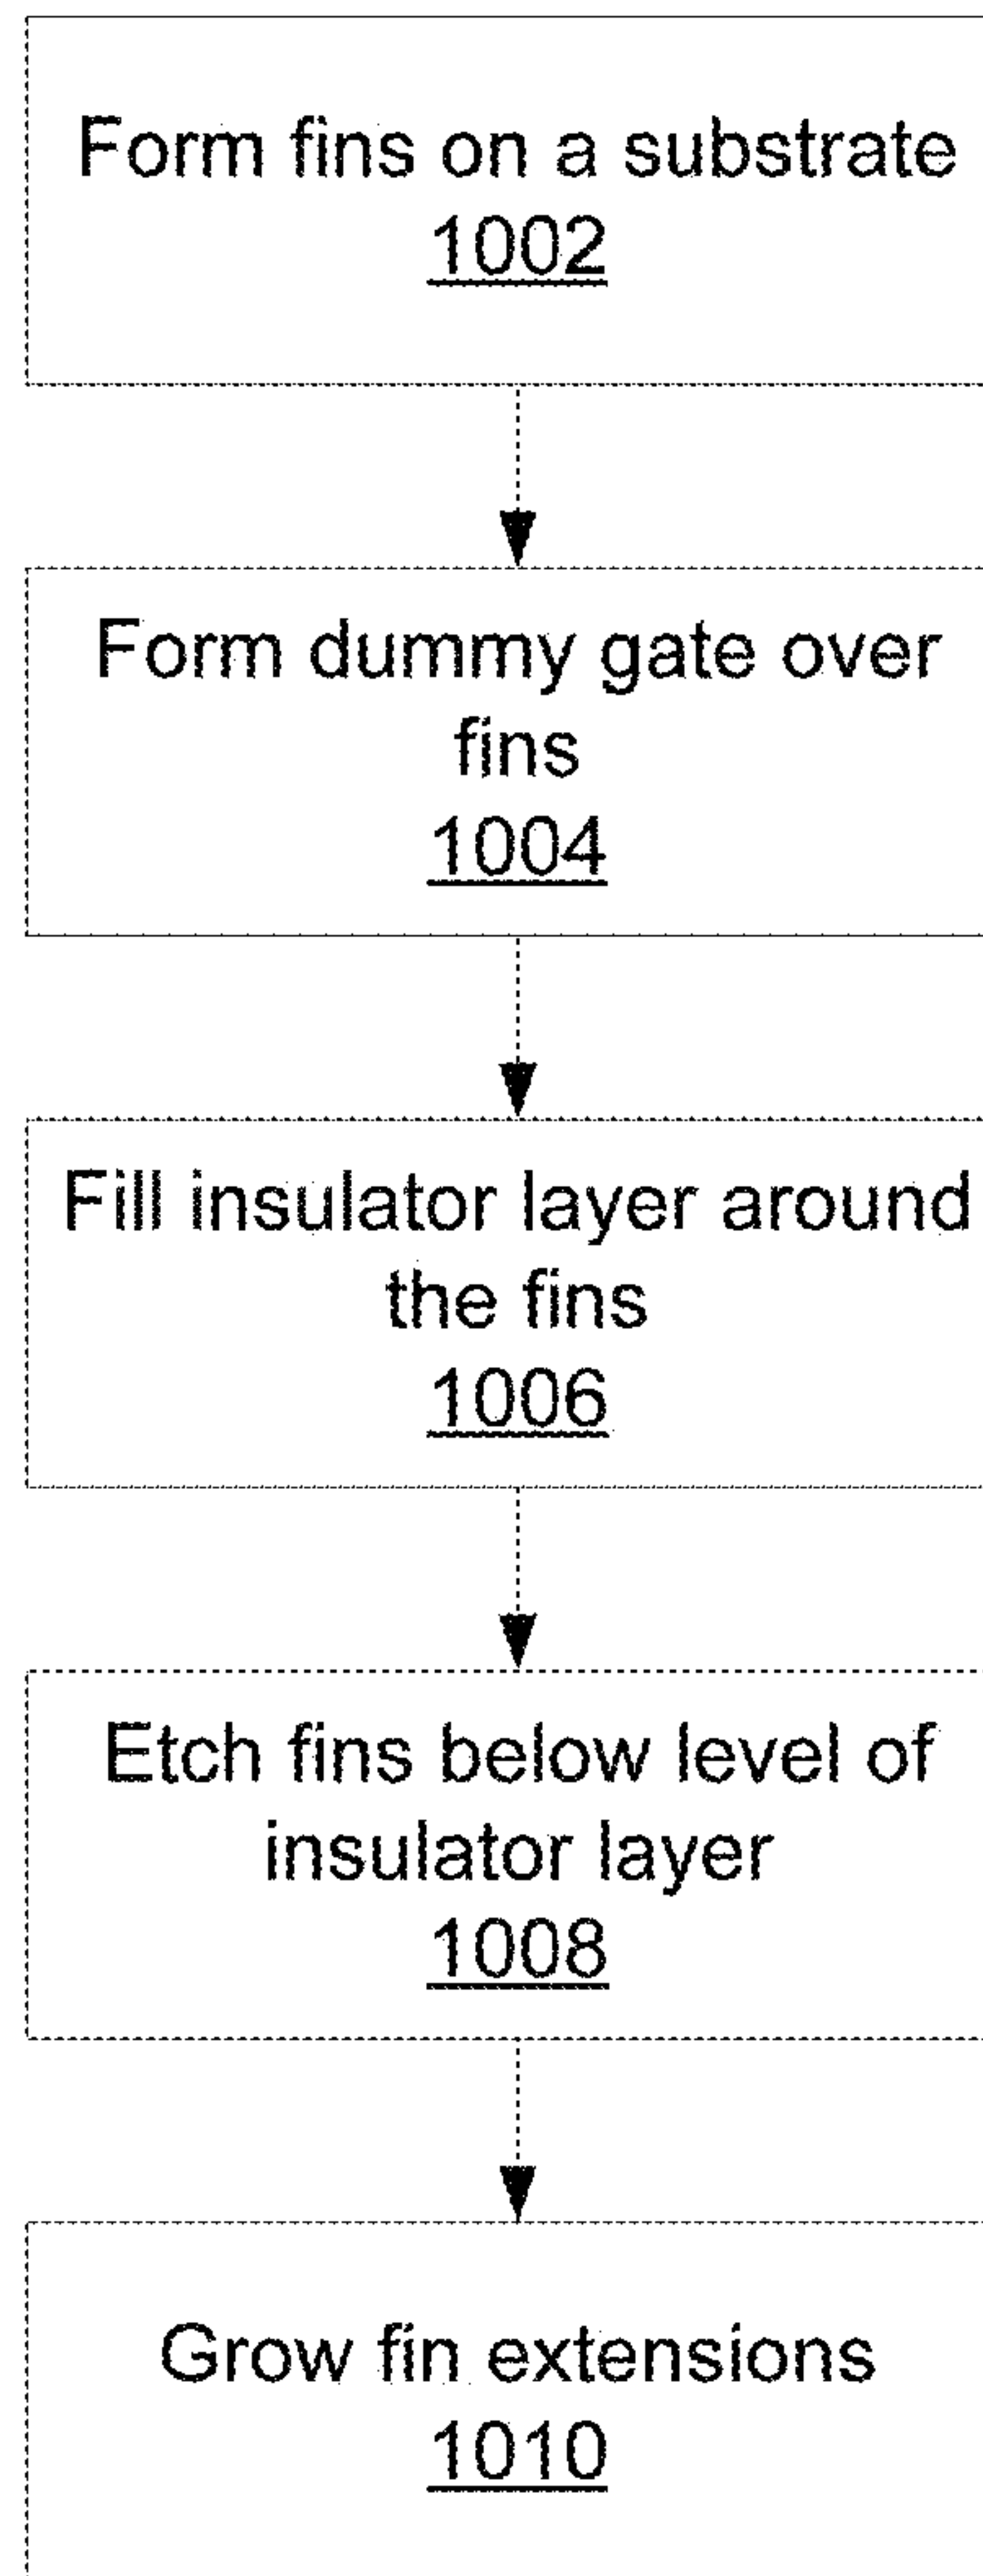 Form fins on a substrate
1002
Form dummy gate over
fins
1004
Fill insulator layer around
the fins
1006
Etch fins below level of
insulator layer
1008
Grow fin extensions
1010